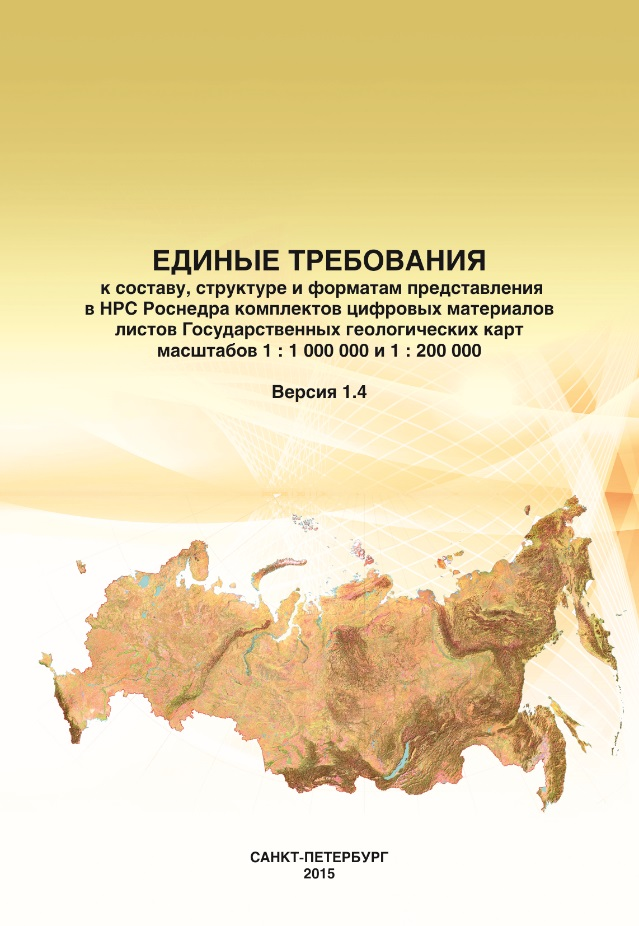 ЕДИНЫЕ ТРЕБОВАНИЯ
к составу, структуре и форматам представления
в НРС Роснедра комплектов цифровых материалов
листов Государственных геологических карт
масштабов 1 : 1 000 000 и 1 : 200 000
Версия 1.4
САНКТ-ПЕТЕРБУРГ
2015